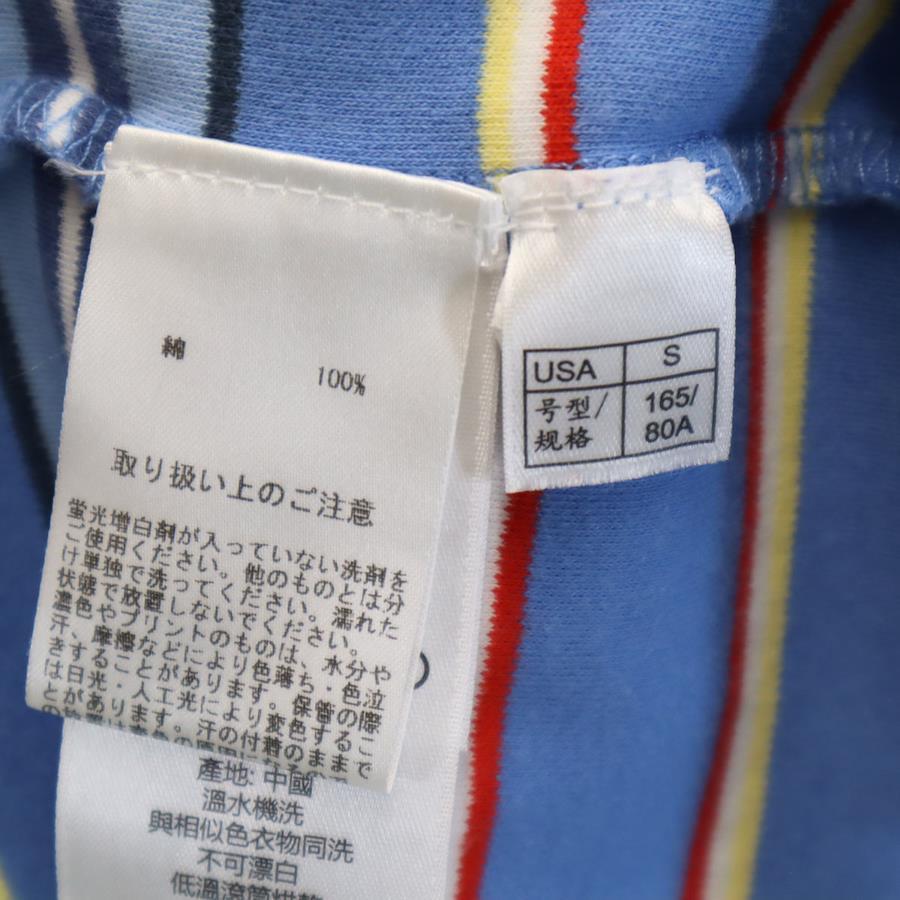 綿
100%
取り扱い上のご注意
蛍光増白剤が入っていない洗剤を
ご使用ください。他のものとは分
け単独で洗ってください。濡れた
状態で放置しないでください。
濃色やプリントのものは、水分や
汗、摩擦などにより色落ち・色泣
きすることがあります。保管の際
は日光・人工光により変色するこ
とがあります。汗の付着のままで
産地: 中國
溫水機洗
與相似色衣物同洗
不可漂白
低溫滾筒烘乾
USA S
号型/ 165/
规格 80A